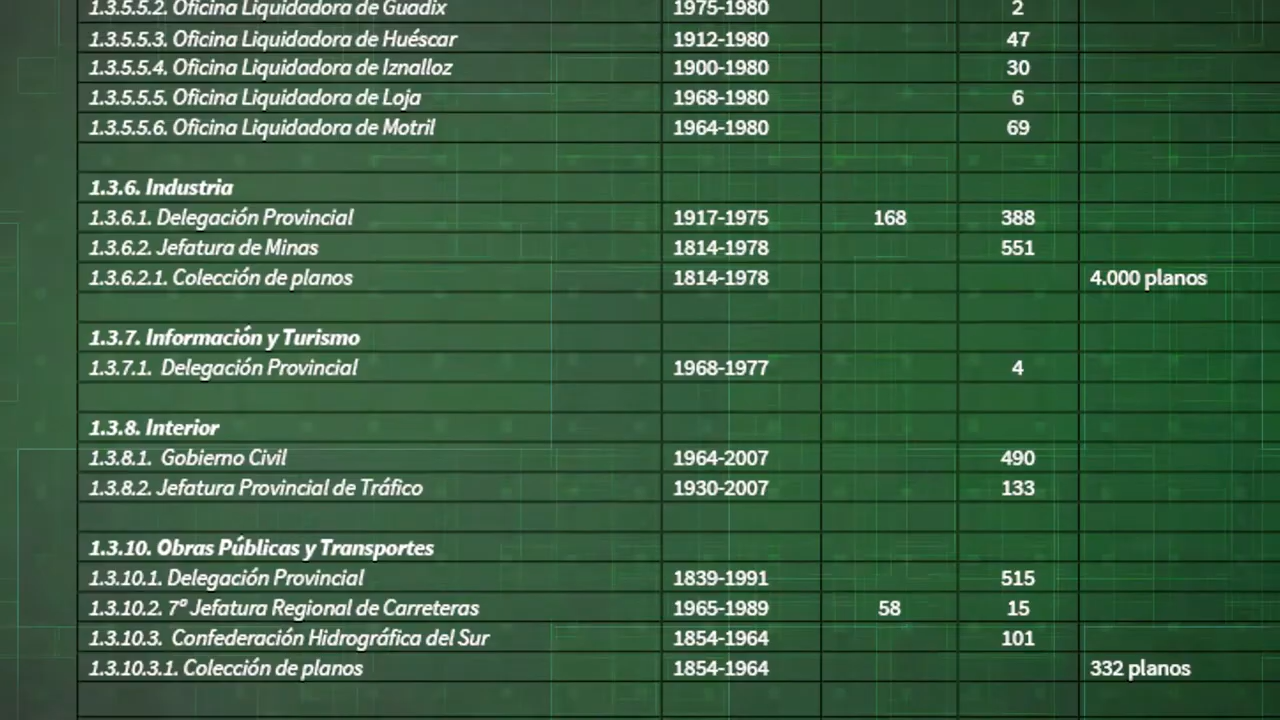 1.3.5.5.2. Oficina Liquidadora de Guadix 1975-1980 2
1.3.5.5.3. Oficina Liquidadora de Huéscar 1912-1980 47
1.3.5.5.4. Oficina Liquidadora de Iznalloz 1900-1980 30
1.3.5.5.5. Oficina Liquidadora de Loja 1968-1980 6
1.3.5.5.6. Oficina Liquidadora de Motril 1964-1980 69
1.3.6. Industria
1.3.6.1. Delegación Provincial 1917-1975 168 388
1.3.6.2. Jefatura de Minas 1814-1978 551
1.3.6.2.1. Colección de planos 1814-1978 4.000 planos
1.3.7. Información y Turismo
1.3.7.1. Delegación Provincial 1968-1977 4
1.3.8. Interior
1.3.8.1. Gobierno Civil 1964-2007 490
1.3.8.2. Jefatura Provincial de Tráfico 1930-2007 133
1.3.10. Obras Públicas y Transportes
1.3.10.1. Delegación Provincial 1839-1991 515
1.3.10.2. 7ª Jefatura Regional de Carreteras 1965-1989 58 15
1.3.10.3. Confederación Hidrográfica del Sur 1854-1964 101
1.3.10.3.1. Colección de planos 1854-1964 332 planos